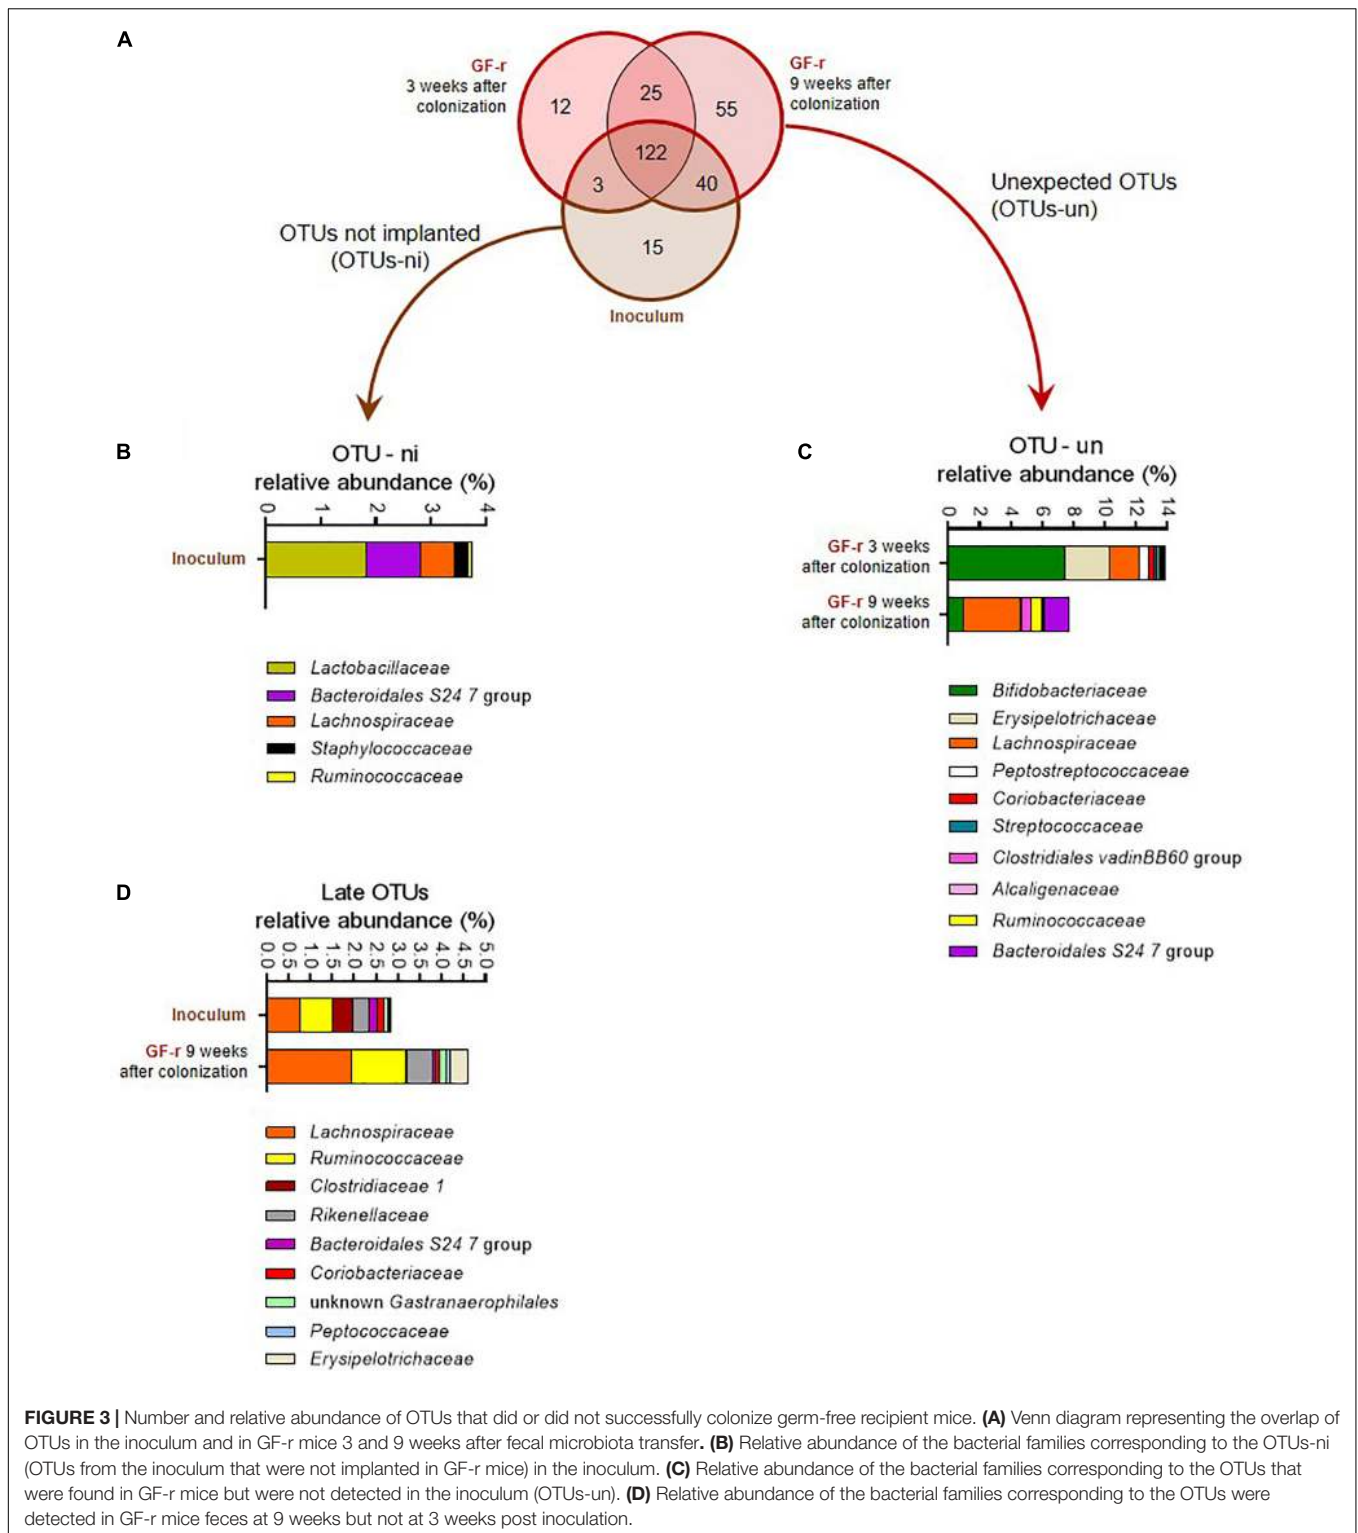 A
GF-r
3 weeks after
colonization
GF-r
9 weeks after
colonization
12
25
55
122
3
40
15
Inoculum
OTUs not implanted
(OTUs-ni)
Unexpected OTUs
(OTUs-un)
B
OTU - ni
relative abundance (%)
0 1 2 3 4
Inoculum
Lactobacillaceae
Bacteroidales S24 7 group
Lachnospiraceae
Staphylococcaceae
Ruminococcaceae
C
OTU - un
relative abundance (%)
0 2 4 6 8 10 12 14
GF-r 3 weeks
after colonization
GF-r 9 weeks
after colonization
Bifidobacteriaceae
Erysipelotrichaceae
Lachnospiraceae
Peptostreptococcaceae
Coriobacteriaceae
Streptococcaceae
Clostridiales vadinBB60 group
Alcaligenaceae
Ruminococcaceae
Bacteroidales S24 7 group
D
Late OTUs
relative abundance (%)
0.0 0.5 1.0 1.5 2.0 2.5 3.0 3.5 4.0 4.5 5.0
Inoculum
GF-r 9 weeks
after colonization
Lachnospiraceae
Ruminococcaceae
Clostridiaceae 1
Rikenellaceae
Bacteroidales S24 7 group
Coriobacteriaceae
unknown Gastranaerophilales
Peptococcaceae
Erysipelotrichaceae
FIGURE 3 | Number and relative abundance of OTUs that did or did not successfully colonize germ-free recipient mice. (A) Venn diagram representing the overlap of
OTUs in the inoculum and in GF-r mice 3 and 9 weeks after fecal microbiota transfer. (B) Relative abundance of the bacterial families corresponding to the OTUs-ni
(OTUs from the inoculum that were not implanted in GF-r mice) in the inoculum. (C) Relative abundance of the bacterial families corresponding to the OTUs that
were found in GF-r mice but were not detected in the inoculum (OTUs-un). (D) Relative abundance of the bacterial families corresponding to the OTUs were
detected in GF-r mice feces at 9 weeks but not at 3 weeks post inoculation.